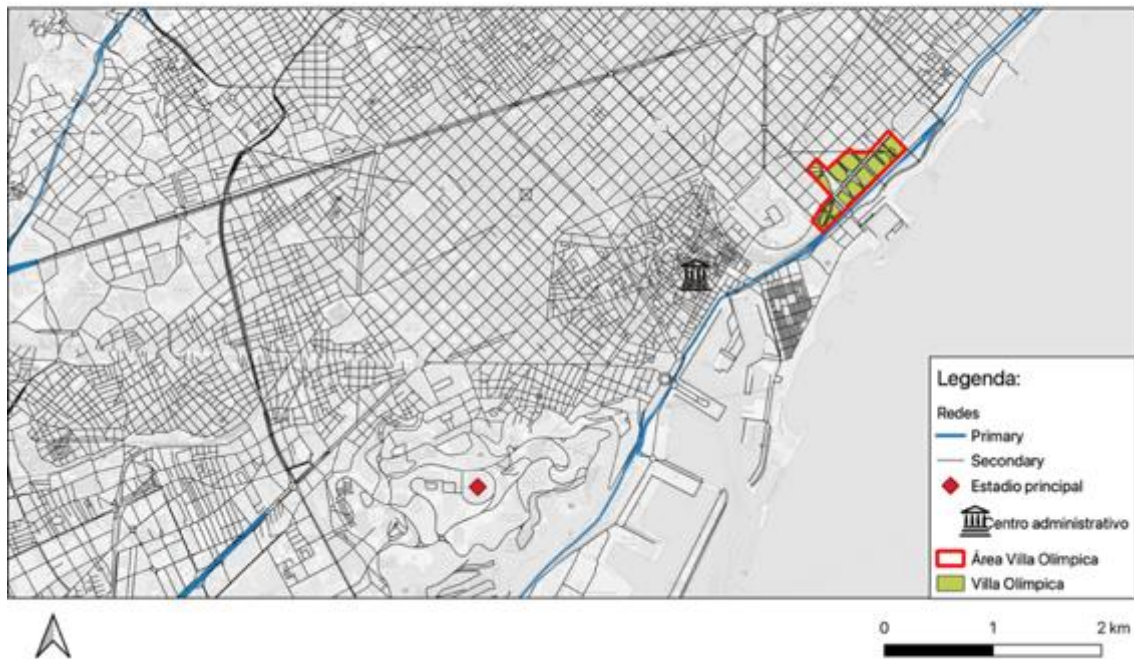 Legenda:
Redes
Primary
Secondary
Estadio principal
Centro administrativo
Área Villa Olímpica
Villa Olímpica
0 1 2 km